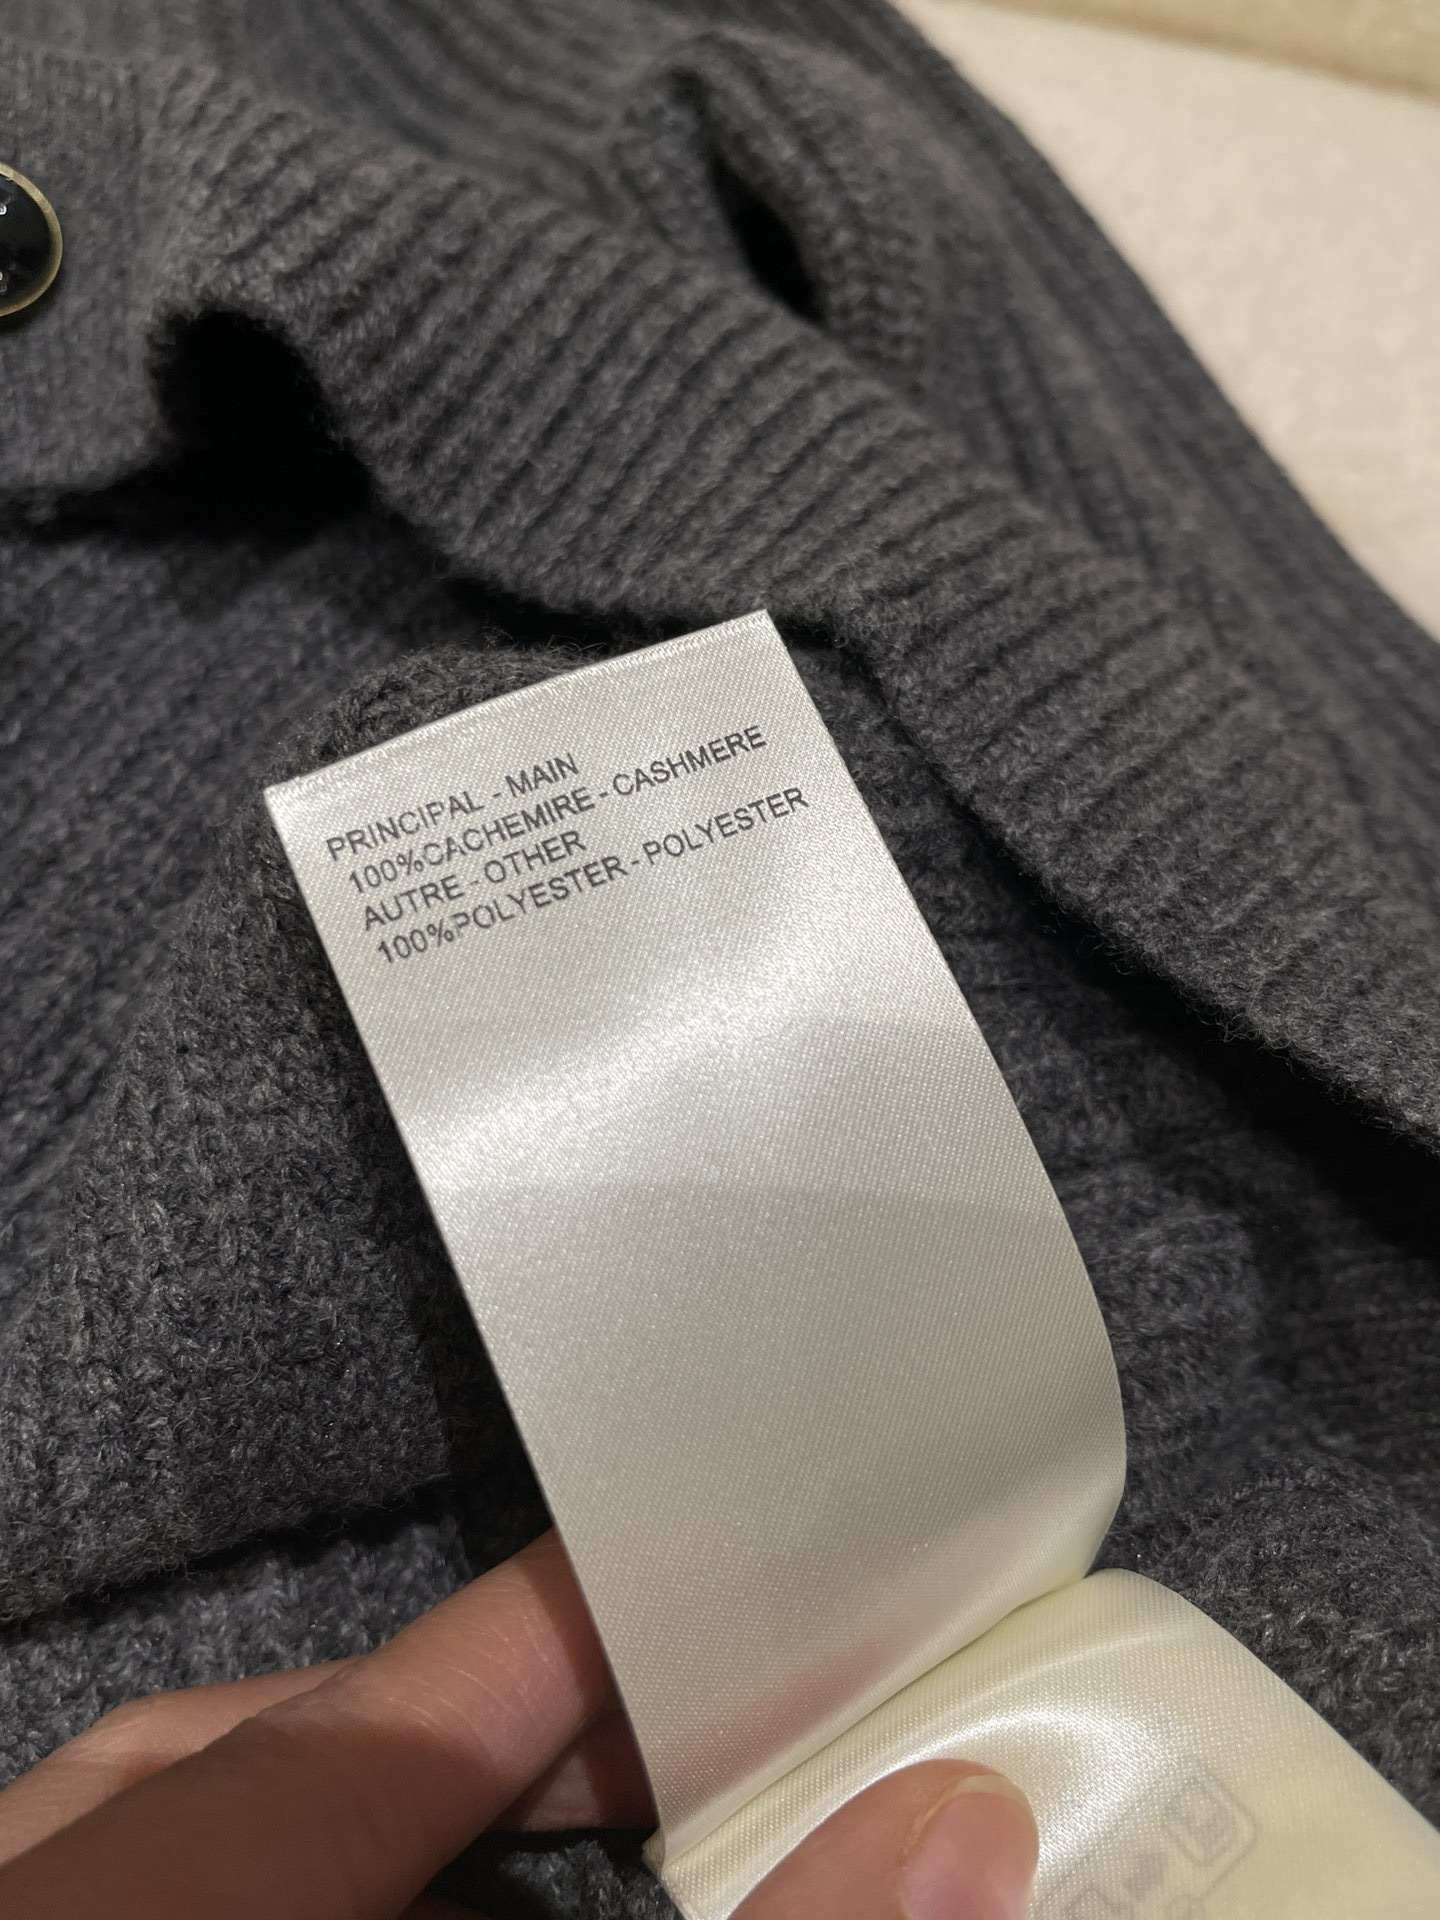 PRINCIPAL - MAIN
100%CACHEMIRE - CASHMERE
AUTRE - OTHER
100%POLYESTER - POLYESTER